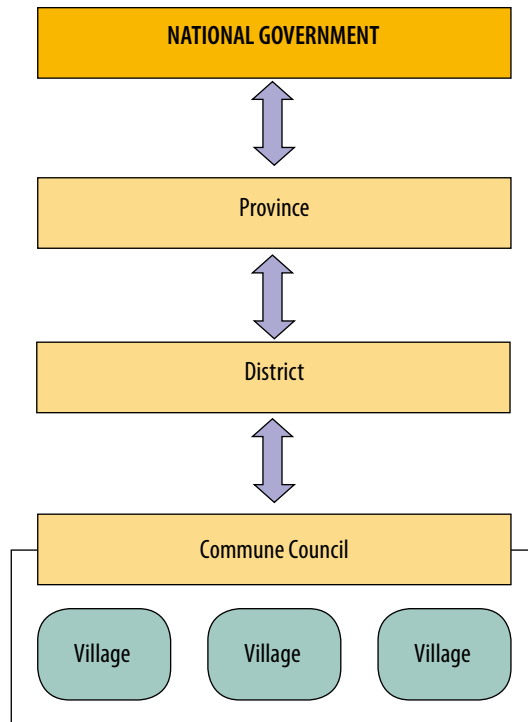 NATIONAL GOVERNMENT
Province
District
Commune Council
Village
Village
Village